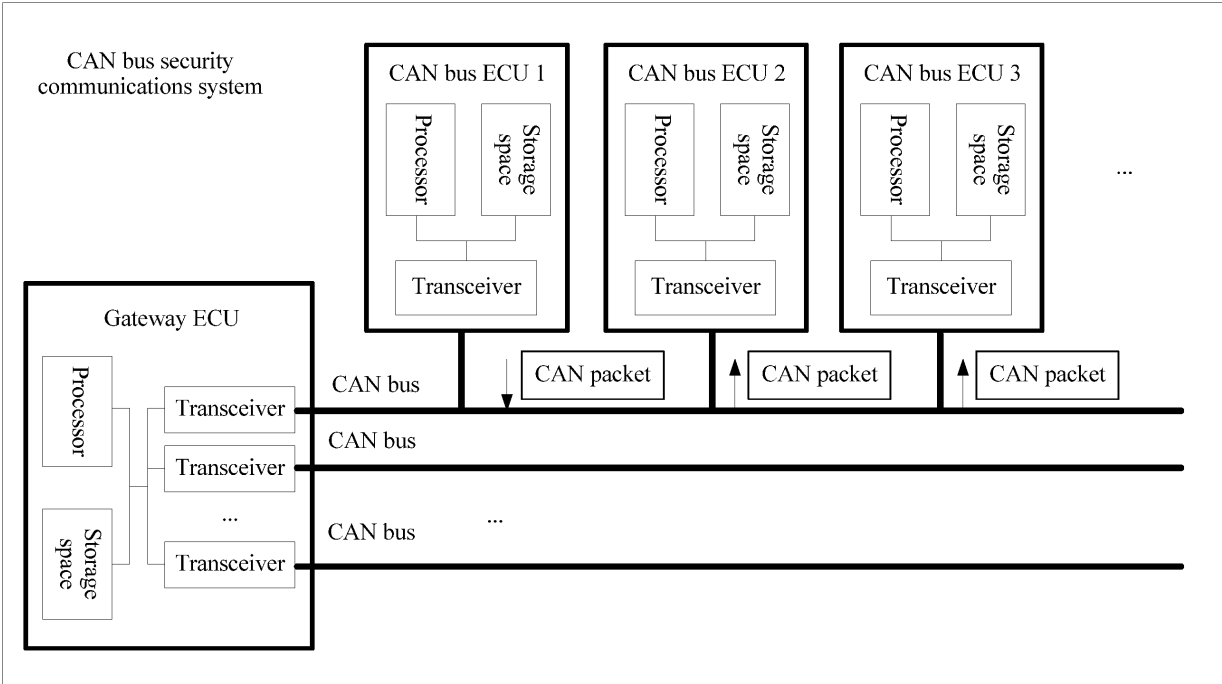 CAN bus security
communications system
CAN bus ECU 1
Processor
Storage
space
Transceiver
CAN bus ECU 2
Processor
Storage
space
Transceiver
CAN bus ECU 3
Processor
Storage
space
Transceiver
...
Gateway ECU
Processor
Storage
space
Transceiver
Transceiver
...
Transceiver
CAN bus
CAN packet
CAN packet
CAN packet
CAN bus
CAN bus
...